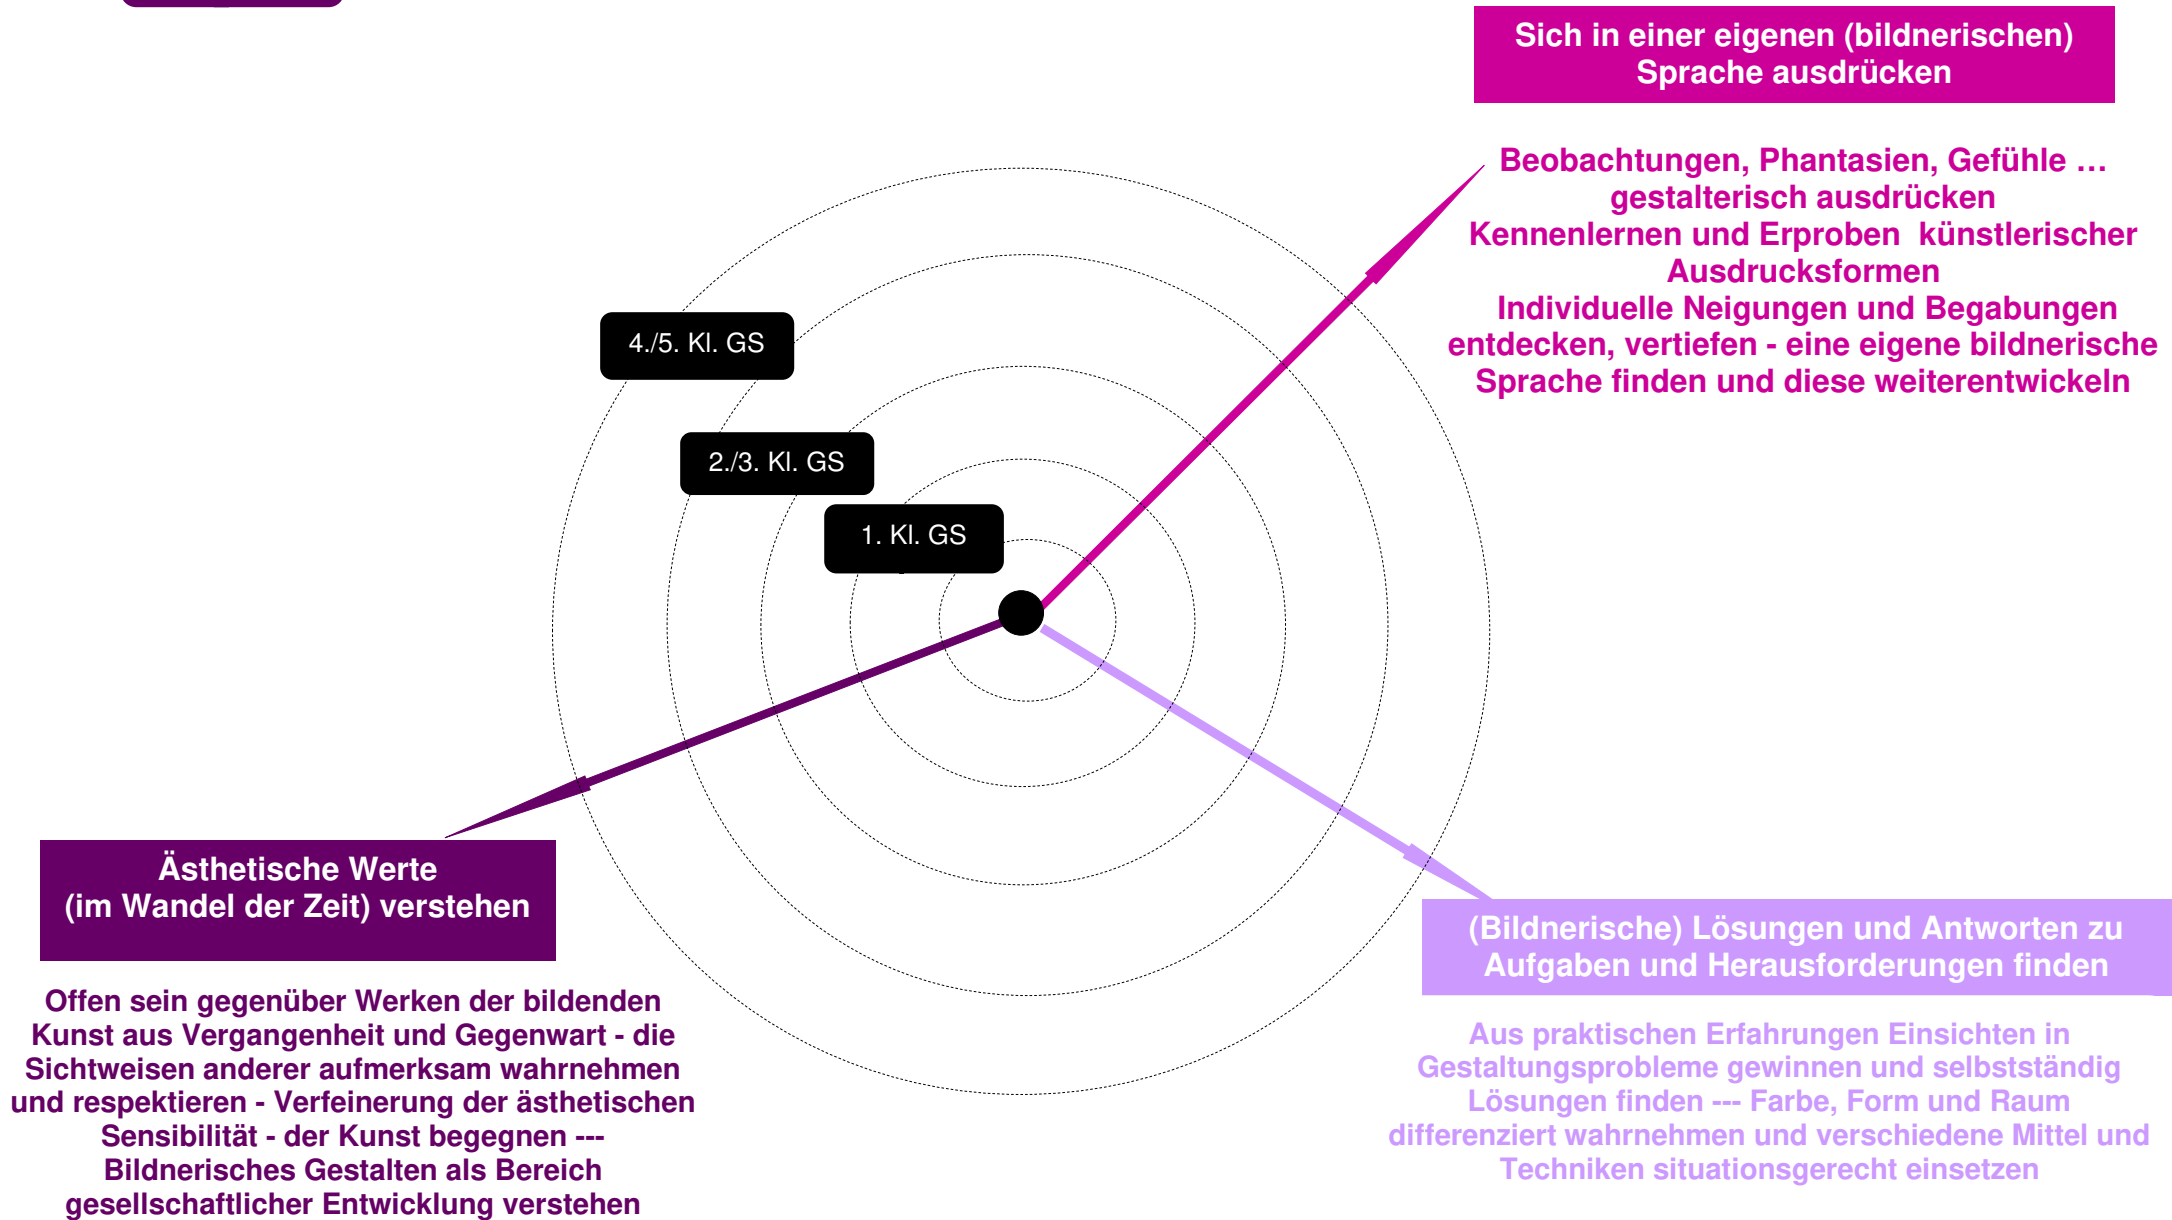 Sich in einer eigenen (bildnerischen)
Sprache ausdrücken
Beobachtungen, Phantasien, Gefühle …
gestalterisch ausdrücken
Kennenlernen und Erproben künstlerischer
Ausdrucksformen
Individuelle Neigungen und Begabungen
entdecken, vertiefen - eine eigene bildnerische
Sprache finden und diese weiterentwickeln
4./5. Kl. GS
2./3. Kl. GS
1. Kl. GS
Ästhetische Werte
(im Wandel der Zeit) verstehen
Offen sein gegenüber Werken der bildenden
Kunst aus Vergangenheit und Gegenwart - die
Sichtweisen anderer aufmerksam wahrnehmen
und respektieren - Verfeinerung der ästhetischen
Sensibilität - der Kunst begegnen ---
Bildnerisches Gestalten als Bereich
gesellschaftlicher Entwicklung verstehen
(Bildnerische) Lösungen und Antworten zu
Aufgaben und Herausforderungen finden
Aus praktischen Erfahrungen Einsichten in
Gestaltungsprobleme gewinnen und selbstständig
Lösungen finden --- Farbe, Form und Raum
differenziert wahrnehmen und verschiedene Mittel und
Techniken situationsgerecht einsetzen